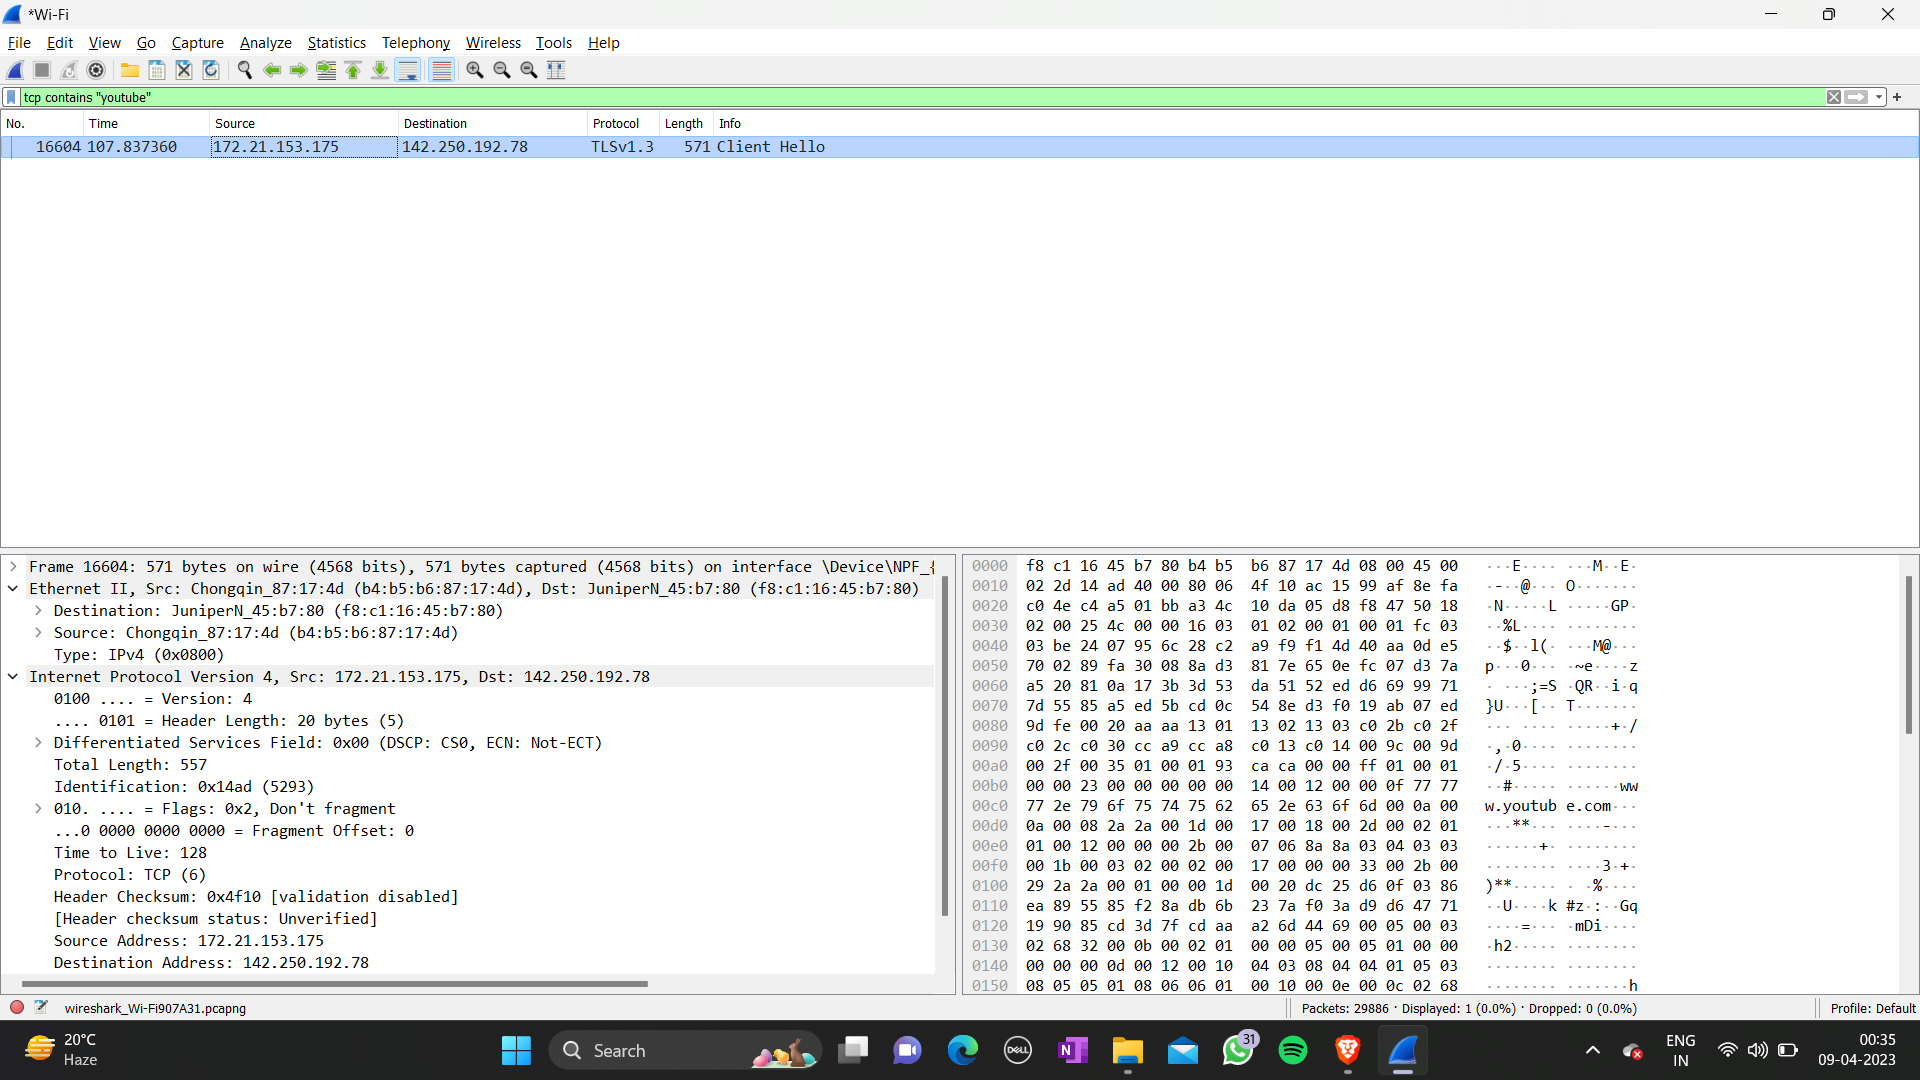 *Wi-Fi
File Edit View Go Capture Analyze Statistics Telephony Wireless Tools Help
tcp contains "youtube"
No. Time Source Destination Protocol Length Info
16604 107.837360 172.21.153.175 142.250.192.78 TLSv1.3 571 Client Hello
Frame 16604: 571 bytes on wire (4568 bits), 571 bytes captured (4568 bits) on interface \Device\NPF_{
Ethernet II, Src: Chongqin_87:17:4d (b4:b5:b6:87:17:4d), Dst: JuniperN_45:b7:80 (f8:c1:16:45:b7:80)
Destination: JuniperN_45:b7:80 (f8:c1:16:45:b7:80)
Source: Chongqin_87:17:4d (b4:b5:b6:87:17:4d)
Type: IPv4 (0x0800)
Internet Protocol Version 4, Src: 172.21.153.175, Dst: 142.250.192.78
0100 .... = Version: 4
.... 0101 = Header Length: 20 bytes (5)
Differentiated Services Field: 0x00 (DSCP: CS0, ECN: Not-ECT)
Total Length: 557
Identification: 0x14ad (5293)
010. .... = Flags: 0x2, Don't fragment
...0 0000 0000 0000 = Fragment Offset: 0
Time to Live: 128
Protocol: TCP (6)
Header Checksum: 0x4f10 [validation disabled]
[Header checksum status: Unverified]
Source Address: 172.21.153.175
Destination Address: 142.250.192.78
0000 f8 c1 16 45 b7 80 b4 b5 b6 87 17 4d 08 00 45 00 ···E···· ···M··E·
0010 02 2d 14 ad 40 00 80 06 4f 10 ac 15 99 af 8e fa ·-··@··· O·······
0020 c0 4e c4 a5 01 bb a3 4c 10 da 05 d8 f8 47 50 18 ·N·····L ·····GP·
0030 02 00 25 4c 00 00 16 03 01 02 00 01 00 01 fc 03 ··%L···· ········
0040 03 be 24 07 95 6c 28 c2 a9 f9 f1 4d 40 aa 0d e5 ··$··l(· ···M@···
0050 70 02 89 fa 30 08 8a d3 81 7e 65 0e fc 07 d3 7a p···0··· ·~e····z
0060 a5 20 81 0a 17 3b 3d 53 da 51 52 ed d6 69 99 71 · ···;=S ·QR··i·q
0070 7d 55 85 a5 ed 5b cd 0c 54 8e d3 f0 19 ab 07 ed }U···[·· T·······
0080 9d fe 00 20 aa aa 13 01 13 02 13 03 c0 2b c0 2f ··· ···· ·····+·/
0090 c0 2c c0 30 cc a9 cc a8 c0 13 c0 14 00 9c 00 9d ·,·0···· ········
00a0 00 2f 00 35 01 00 01 93 ca ca 00 00 ff 01 00 01 ·/·5···· ········
00b0 00 00 23 00 00 00 00 00 14 00 12 00 00 0f 77 77 ··#····· ······ww
00c0 77 2e 79 6f 75 74 75 62 65 2e 63 6f 6d 00 0a 00 w.youtub e.com···
00d0 0a 00 08 2a 2a 00 1d 00 17 00 18 00 2d 00 02 01 ···**··· ····-···
00e0 01 00 12 00 00 00 2b 00 07 06 8a 8a 03 04 03 03 ······+· ········
00f0 00 1b 00 03 02 00 02 00 17 00 00 00 33 00 2b 00 ········ ····3·+·
0100 29 2a 2a 00 01 00 00 1d 00 20 dc 25 d6 0f 03 86 )**····· · ·%····
0110 ea 89 55 85 f2 8a db 6b 23 7a f0 3a d9 d6 47 71 ··U····k #z·:··Gq
0120 19 90 85 cd 3d 7f cd aa a2 6d 44 69 00 05 00 03 ····=··· ·mDi····
0130 02 68 32 00 0b 00 02 01 00 00 05 00 05 01 00 00 ·h2····· ········
0140 00 00 00 0d 00 12 00 10 04 03 08 04 04 01 05 03 ········ ········
0150 08 05 05 01 08 06 06 01 00 10 00 0e 00 0c 02 68 ········ ·······h
wireshark_Wi-Fi907A31.pcapng
Packets: 29886 · Displayed: 1 (0.0%) · Dropped: 0 (0.0%)
Profile: Default
20°C
Haze
Search
DELL
N
31
ENG
IN
00:35
09-04-2023